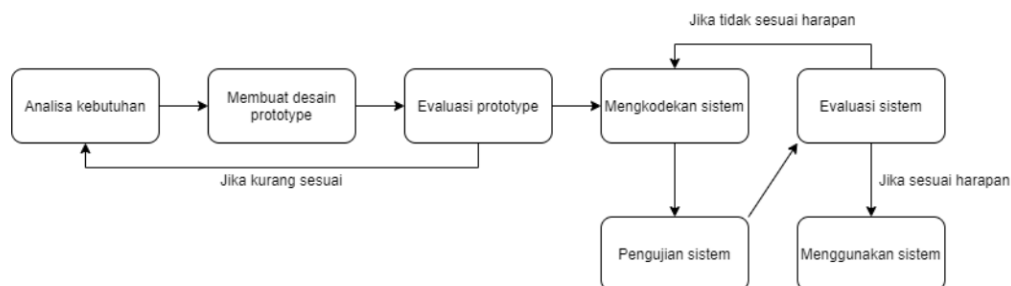 Jika tidak sesuai harapan
Analisa kebutuhan
Membuat desain
prototype
Evaluasi prototype
Mengkodekan sistem
Evaluasi sistem
Jika kurang sesuai
Jika sesuai harapan
Pengujian sistem
Menggunakan sistem